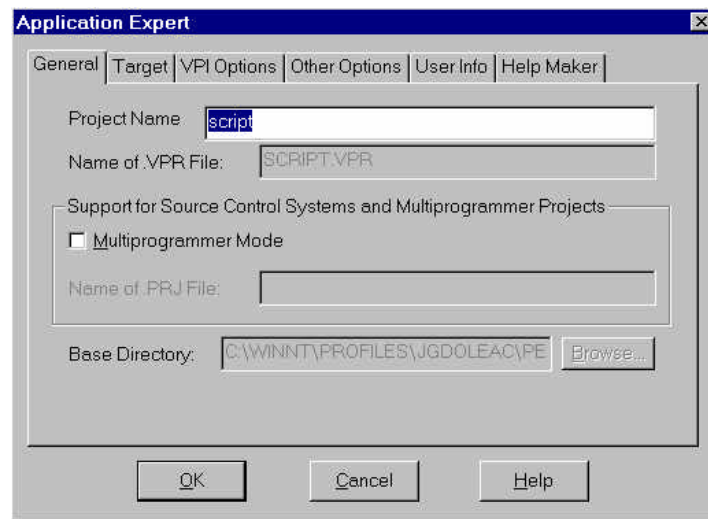 Application Expert
General Target VPI Options Other Options User Info Help Maker
Project Name script
Name of .VPR File: SCRIPT.VPR
Support for Source Control Systems and Multiprogrammer Projects
Multiprogrammer Mode
Name of .PRJ File:
Base Directory: C:\WINNT\PROFILES\JGDOLEAC\PE Browse...
OK Cancel Help